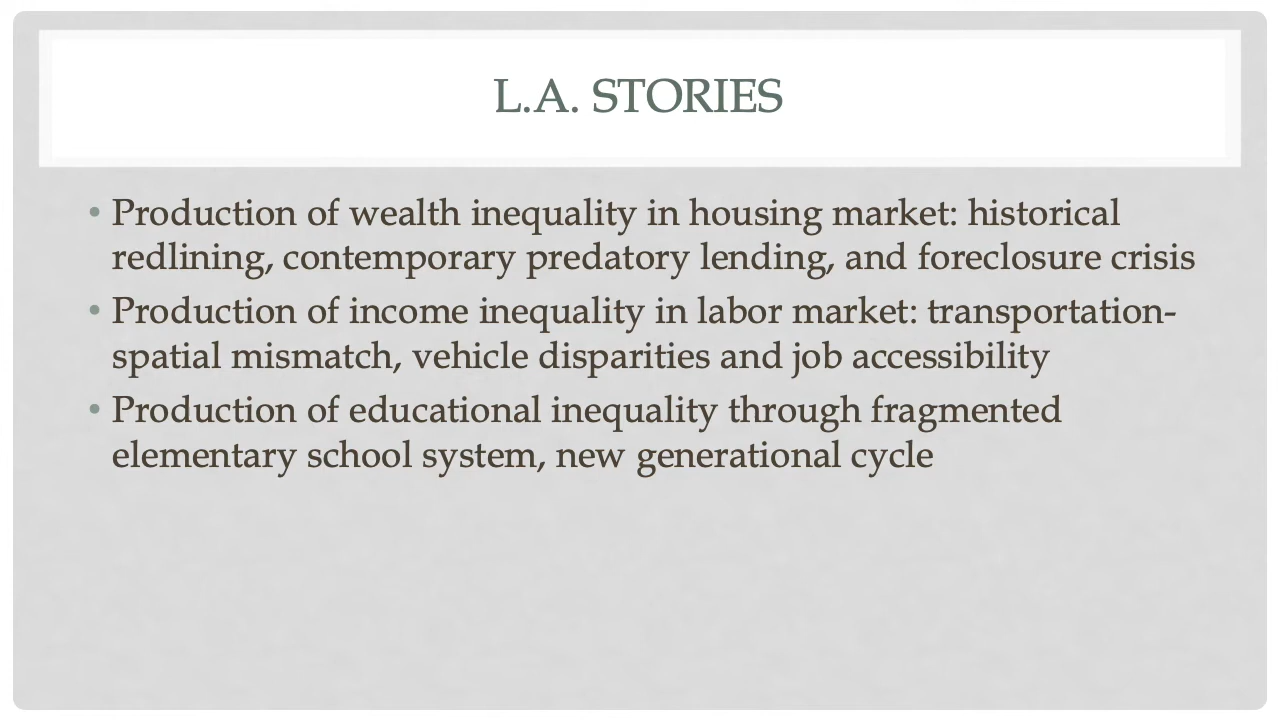 L.A. STORIES
• Production of wealth inequality in housing market: historical
redlining, contemporary predatory lending, and foreclosure crisis
• Production of income inequality in labor market: transportation-
spatial mismatch, vehicle disparities and job accessibility
• Production of educational inequality through fragmented
elementary school system, new generational cycle